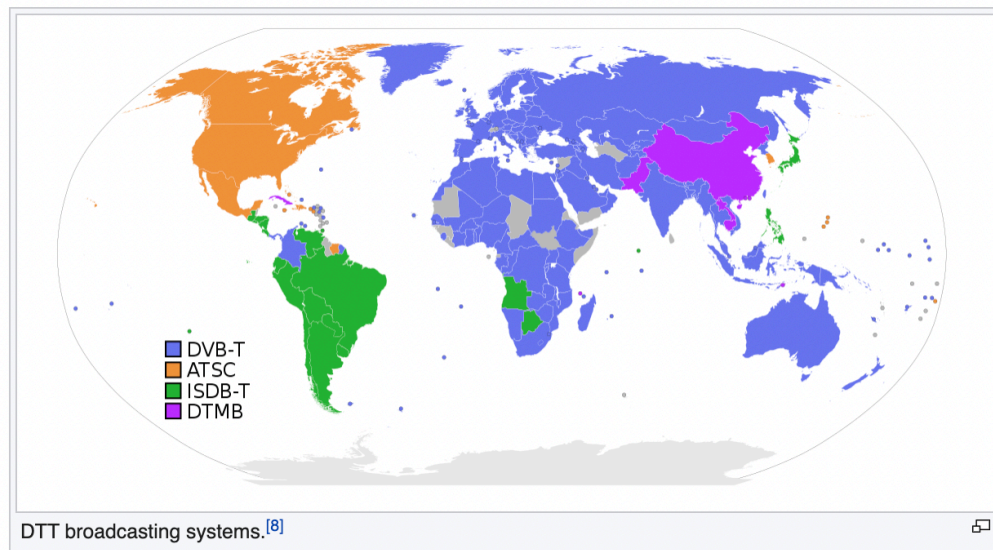 DVB-T
ATSC
ISDB-T
DTMB
DTT broadcasting systems.[8]